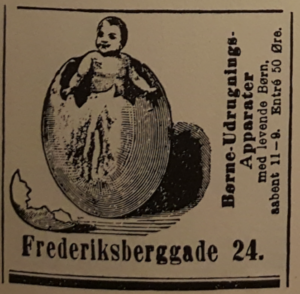 Børne-Udrugnings-
Apparater
med levende Børn.
aabent 11-9. Entré 50 Øre.
Frederiksberggade 24.